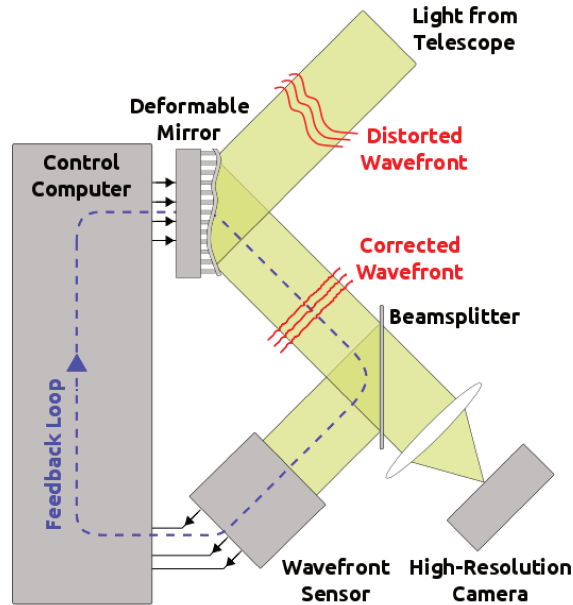 Light from
Telescope
Deformable
Mirror
Distorted
Wavefront
Control
Computer
Corrected
Wavefront
Beamsplitter
Feedback Loop
Wavefront
Sensor
High-Resolution
Camera